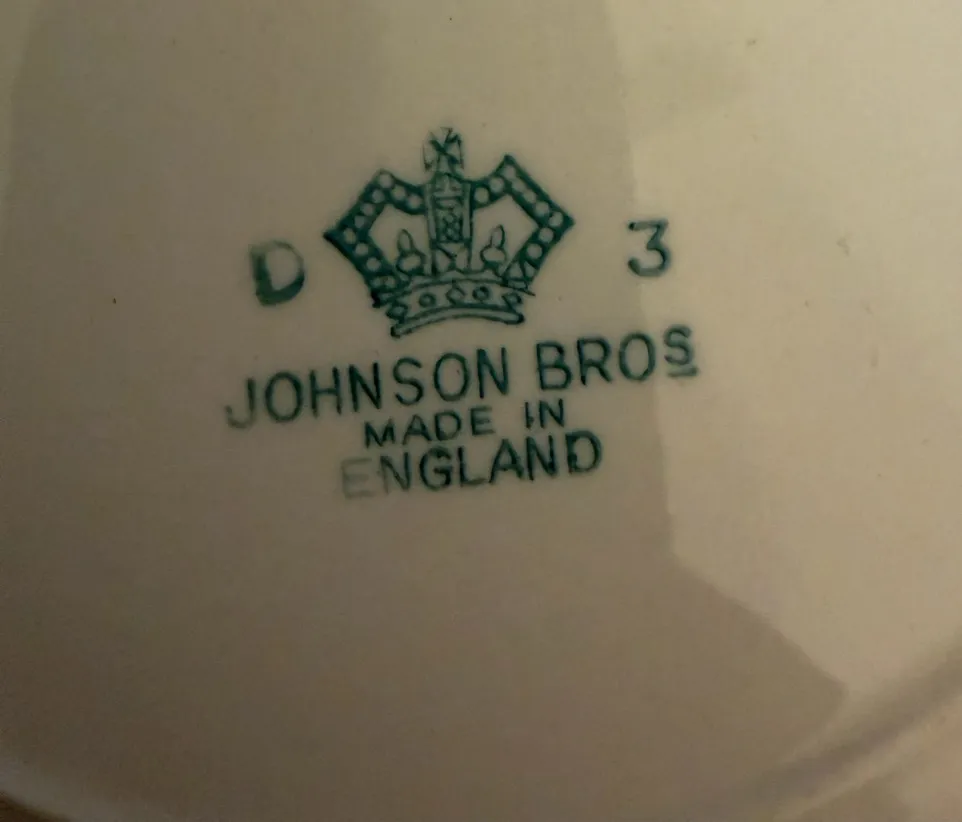 D 3
JOHNSON BROS
MADE IN
ENGLAND